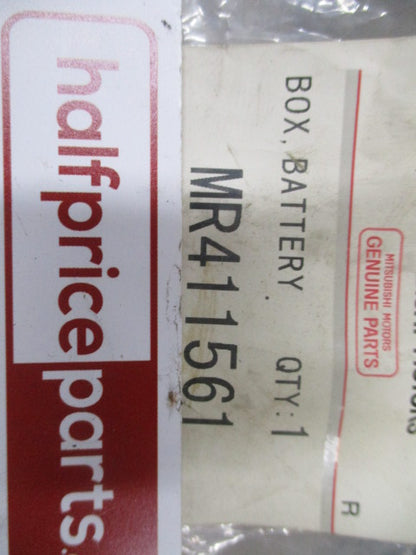 MITSUBISHI MOTORS
GENUINE PARTS
R
BOX, BATTERY QTY:1
MR411561
halfpriceparts.